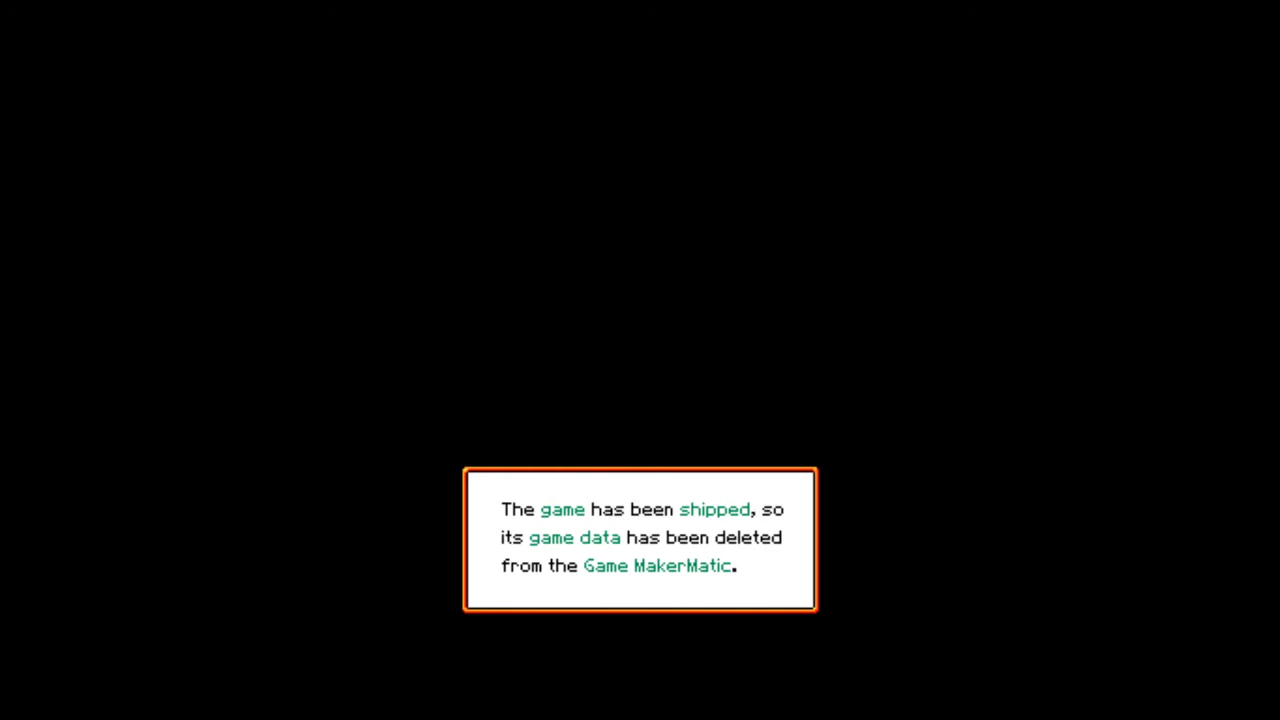 The game has been shipped, so
its game data has been deleted
from the Game MakerMatic.